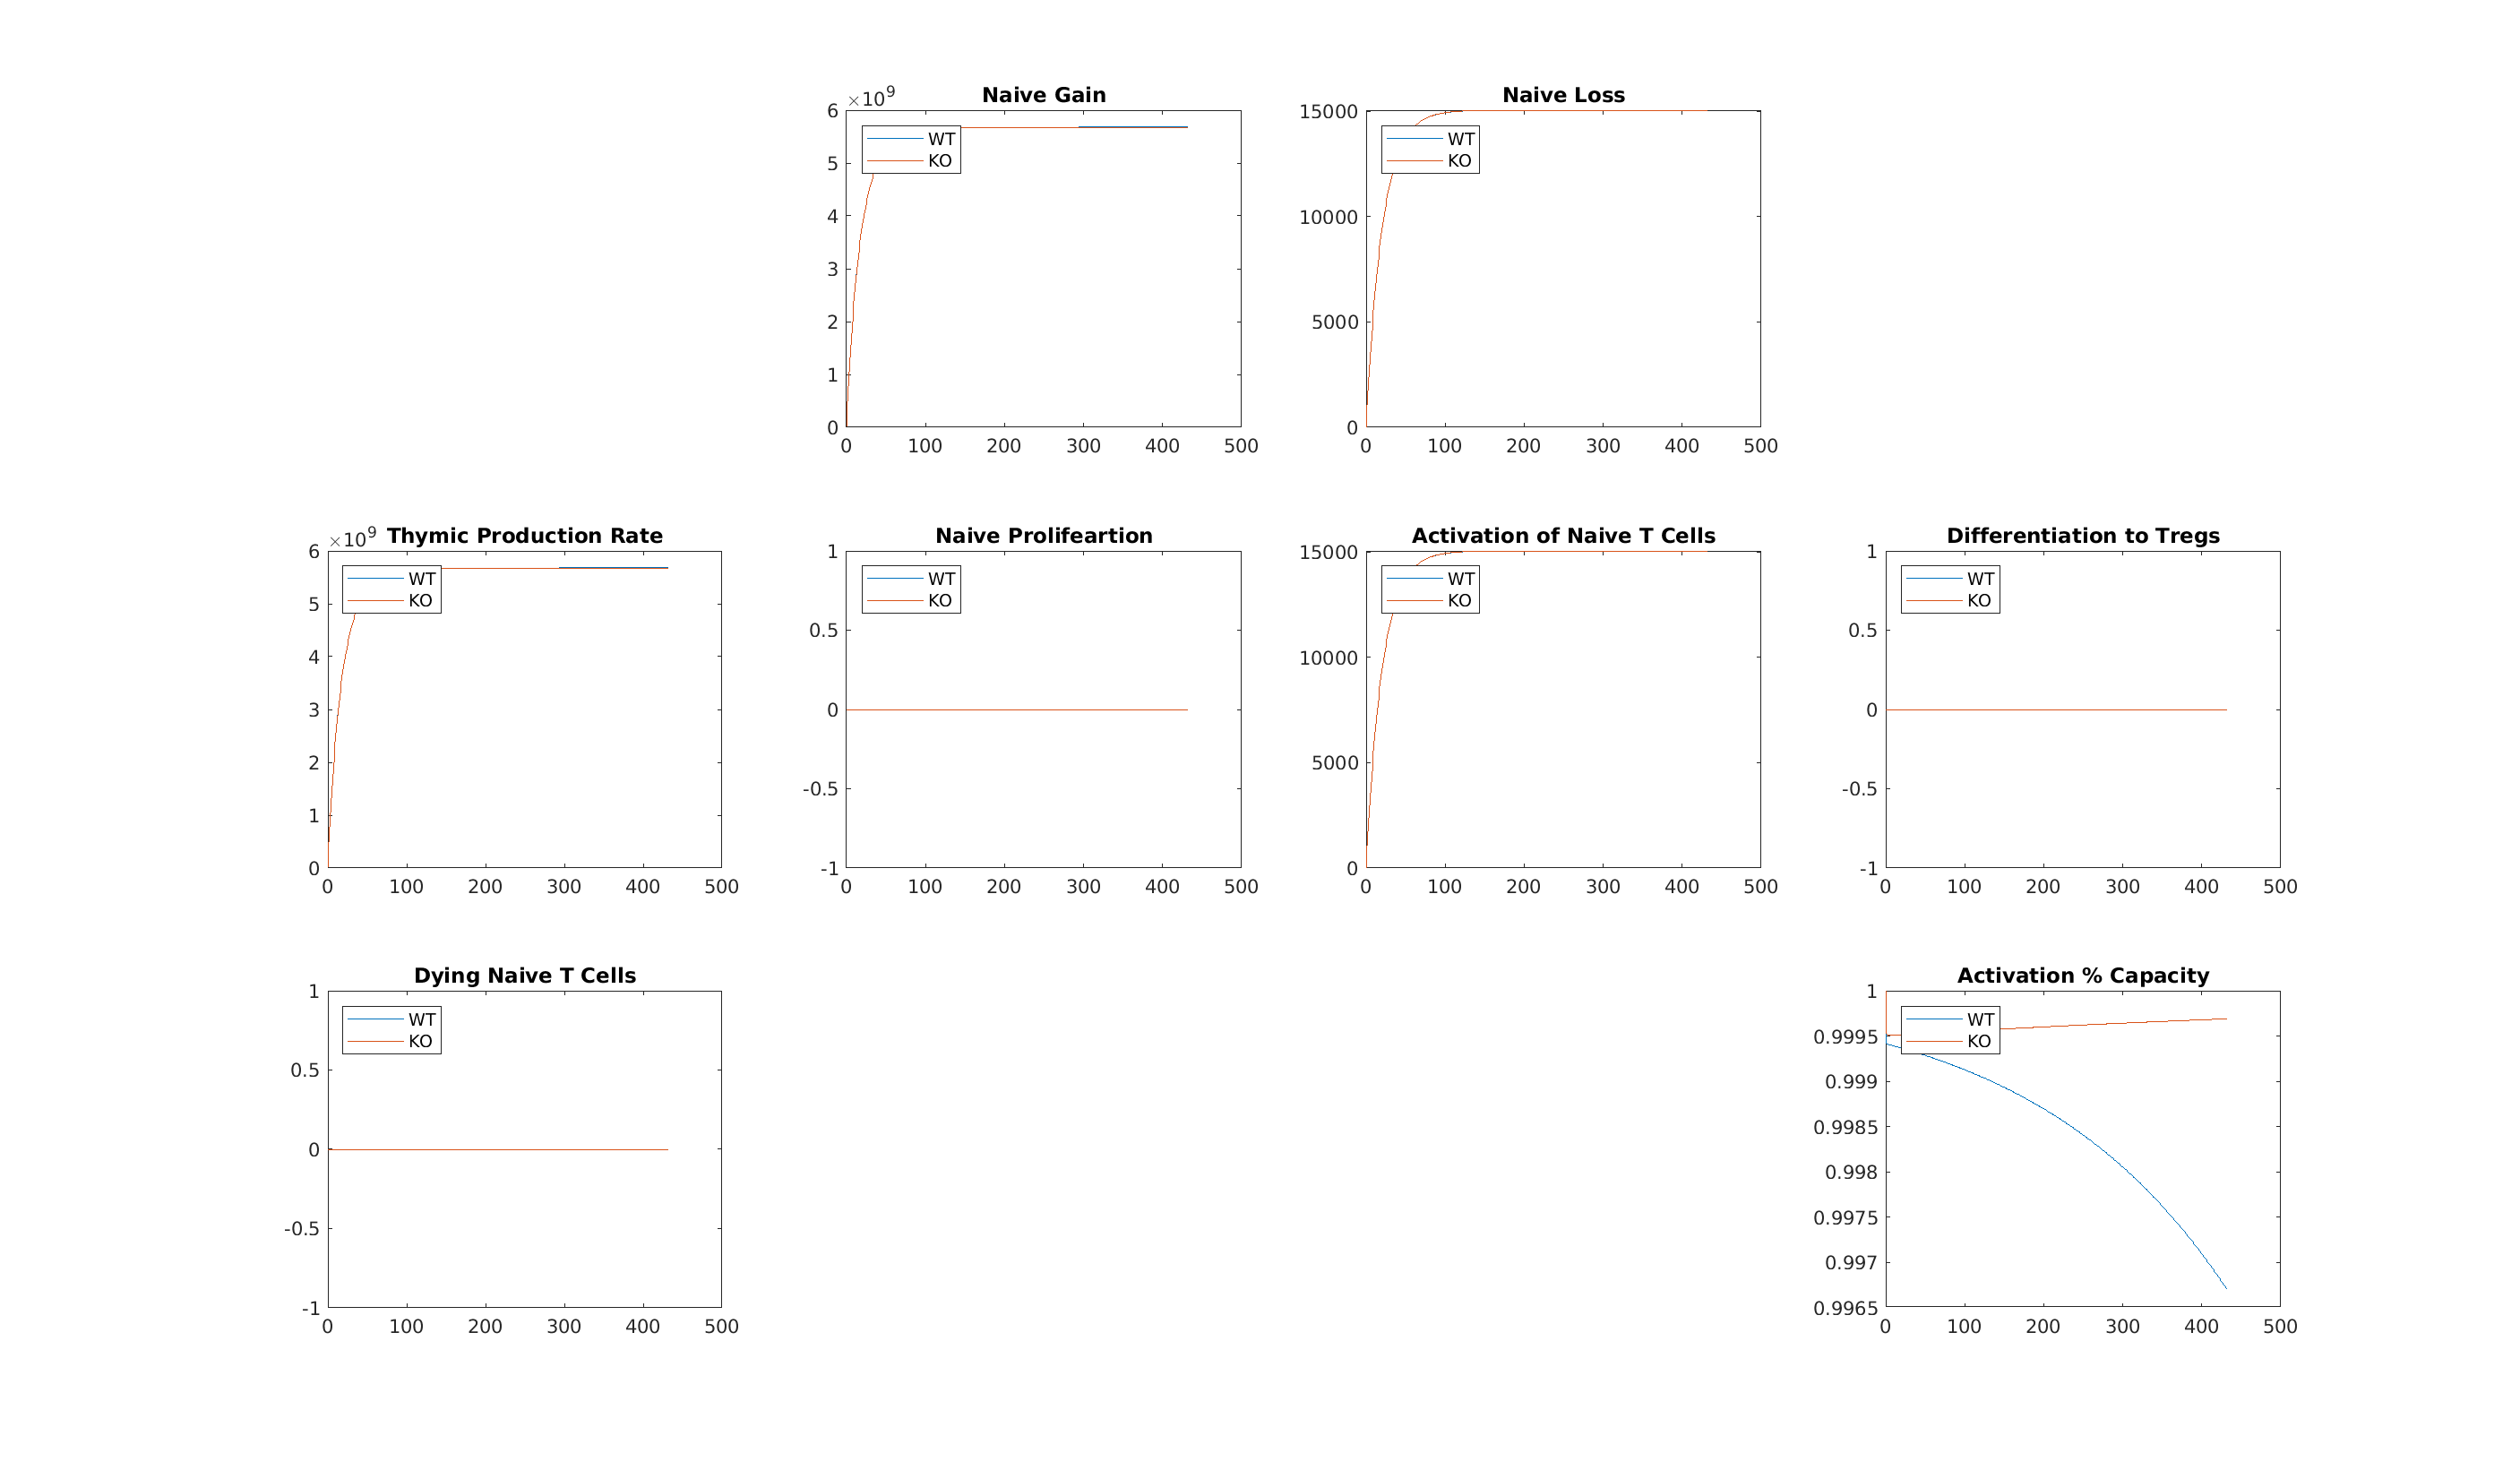 Naive Gain
×10^9
6
5
4
3
2
1
0
0 100 200 300 400 500
WT
KO
Naive Loss
15000
10000
5000
0
0 100 200 300 400 500
WT
KO
Thymic Production Rate
×10^9
6
5
4
3
2
1
0
0 100 200 300 400 500
WT
KO
Naive Prolifeartion
1
0.5
0
-0.5
-1
0 100 200 300 400 500
WT
KO
Activation of Naive T Cells
15000
10000
5000
0
0 100 200 300 400 500
WT
KO
Differentiation to Tregs
1
0.5
0
-0.5
-1
0 100 200 300 400 500
WT
KO
Dying Naive T Cells
1
0.5
0
-0.5
-1
0 100 200 300 400 500
WT
KO
Activation % Capacity
1
0.9995
0.999
0.9985
0.998
0.9975
0.997
0.9965
0 100 200 300 400 500
WT
KO